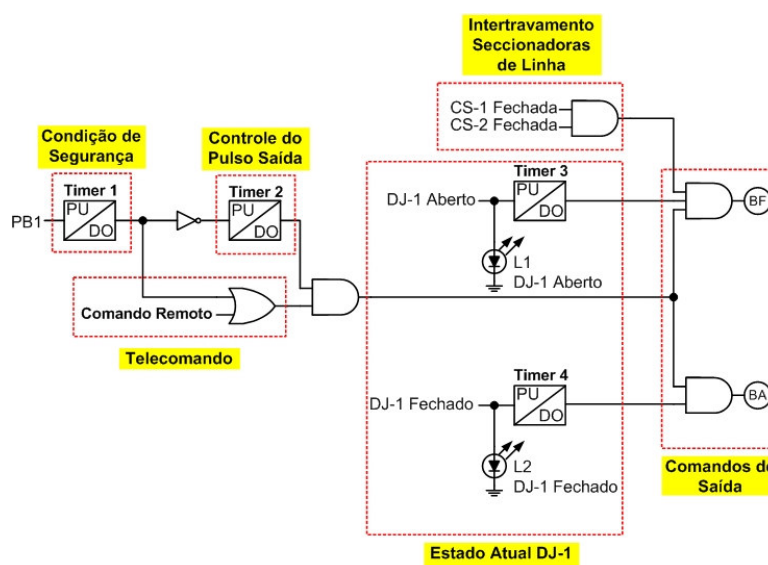 Intertravamento
Seccionadoras
de Linha
CS-1 Fechada
CS-2 Fechada
Condição de
Segurança
Controle do
Pulso Saída
Timer 1
PU
DO
PB1
Timer 2
PU
DO
Comando Remoto
Telecomando
Timer 3
DJ-1 Aberto
PU
DO
L1
DJ-1 Aberto
BF
Timer 4
DJ-1 Fechado
PU
DO
L2
DJ-1 Fechado
BA
Comandos de
Saída
Estado Atual DJ-1